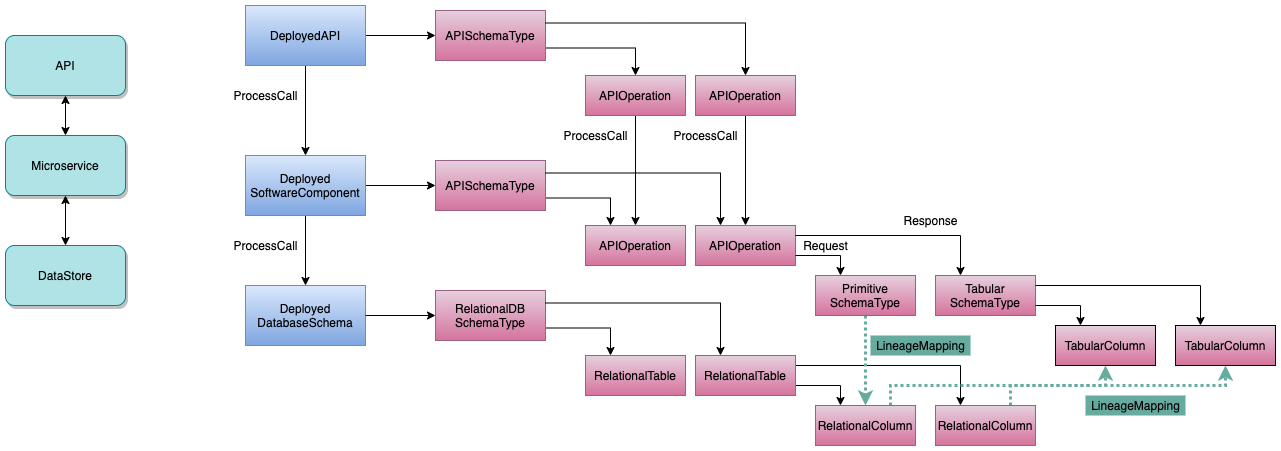 API
Microservice
DataStore
DeployedAPI
APISchemaType
APIOperation
APIOperation
ProcessCall
ProcessCall
ProcessCall
Deployed
SoftwareComponent
APISchemaType
APIOperation
APIOperation
Response
Request
ProcessCall
Primitive
SchemaType
Tabular
SchemaType
Deployed
DatabaseSchema
RelationalDB
SchemaType
LineageMapping
TabularColumn
TabularColumn
RelationalTable
RelationalTable
LineageMapping
RelationalColumn
RelationalColumn